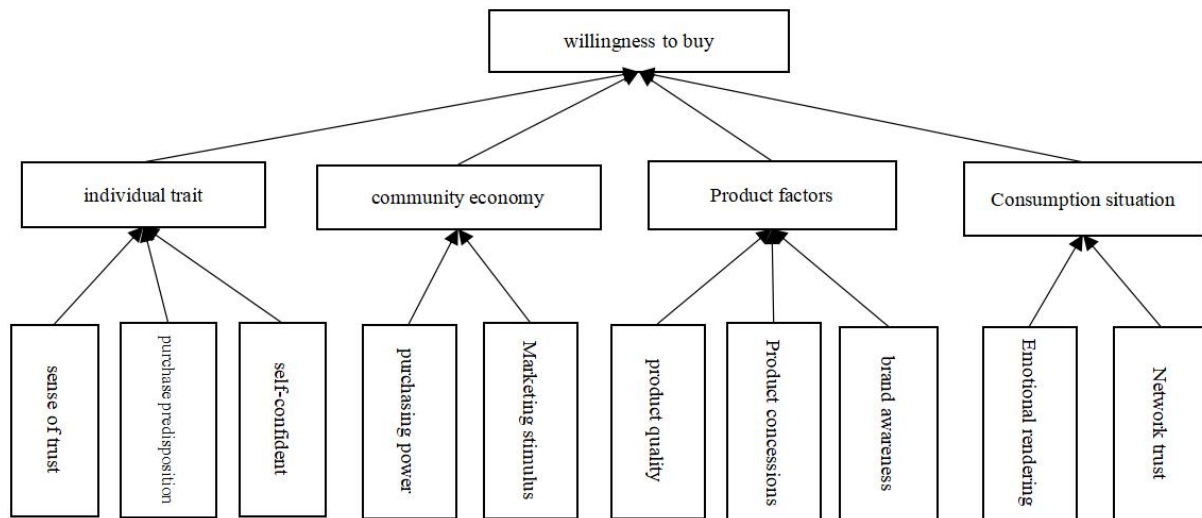 willingness to buy
individual trait
community economy
Product factors
Consumption situation
sense of trust
purchase predisposition
self-confident
purchasing power
Marketing stimulus
product quality
Product concessions
brand awareness
Emotional rendering
Network trust